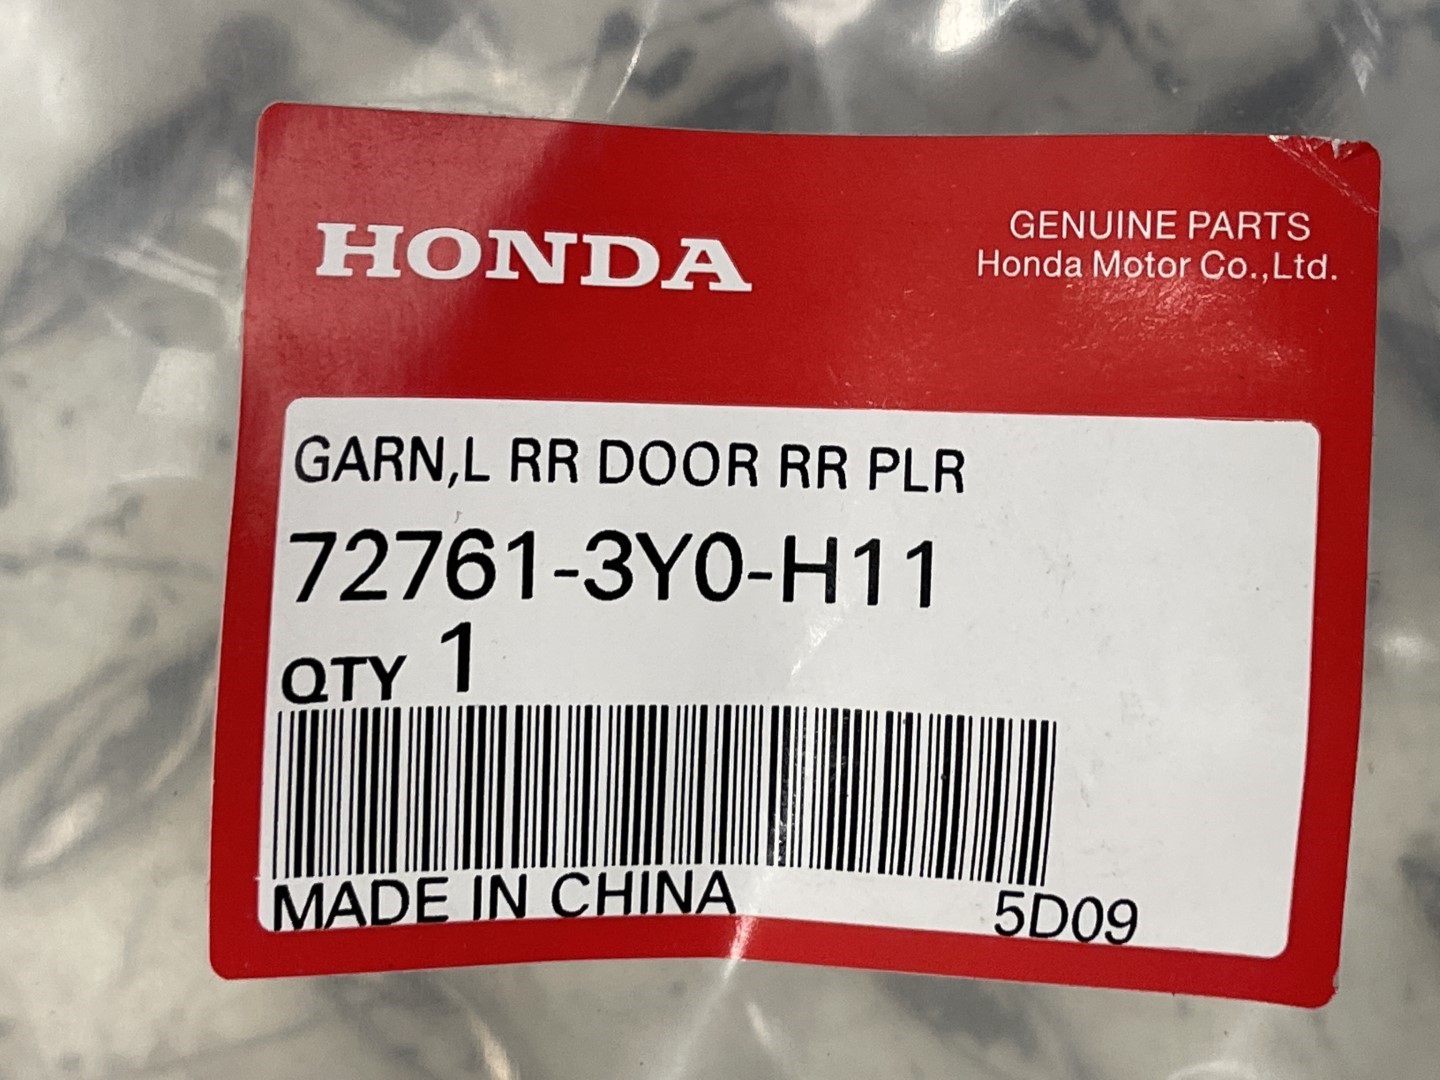 HONDA
GENUINE PARTS
Honda Motor Co.,Ltd.
GARN,L RR DOOR RR PLR
72761-3Y0-H11
QTY 1
MADE IN CHINA 5D09